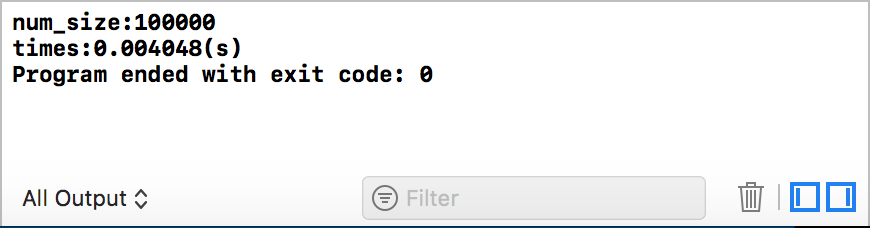 num_size:100000
times:0.004048(s)
Program ended with exit code: 0
All Output
Filter